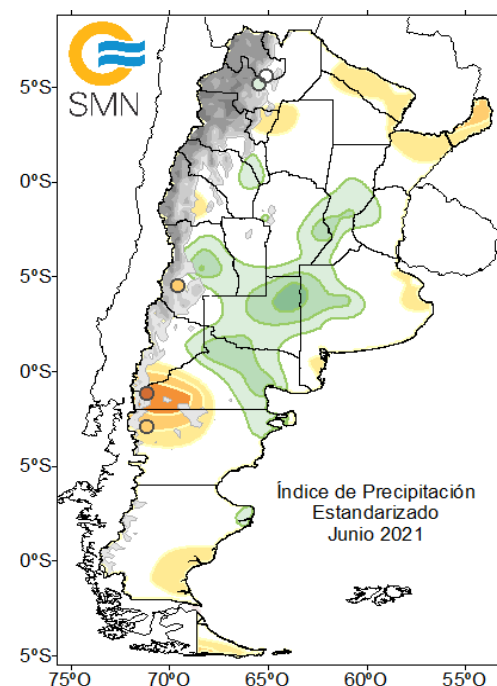 SMN
5ºS
0ºS
5ºS
0ºS
5ºS
0ºS
5ºS
Índice de Precipitación
Estandarizado
Junio 2021
75ºO 70ºO 65ºO 60ºO 55ºO